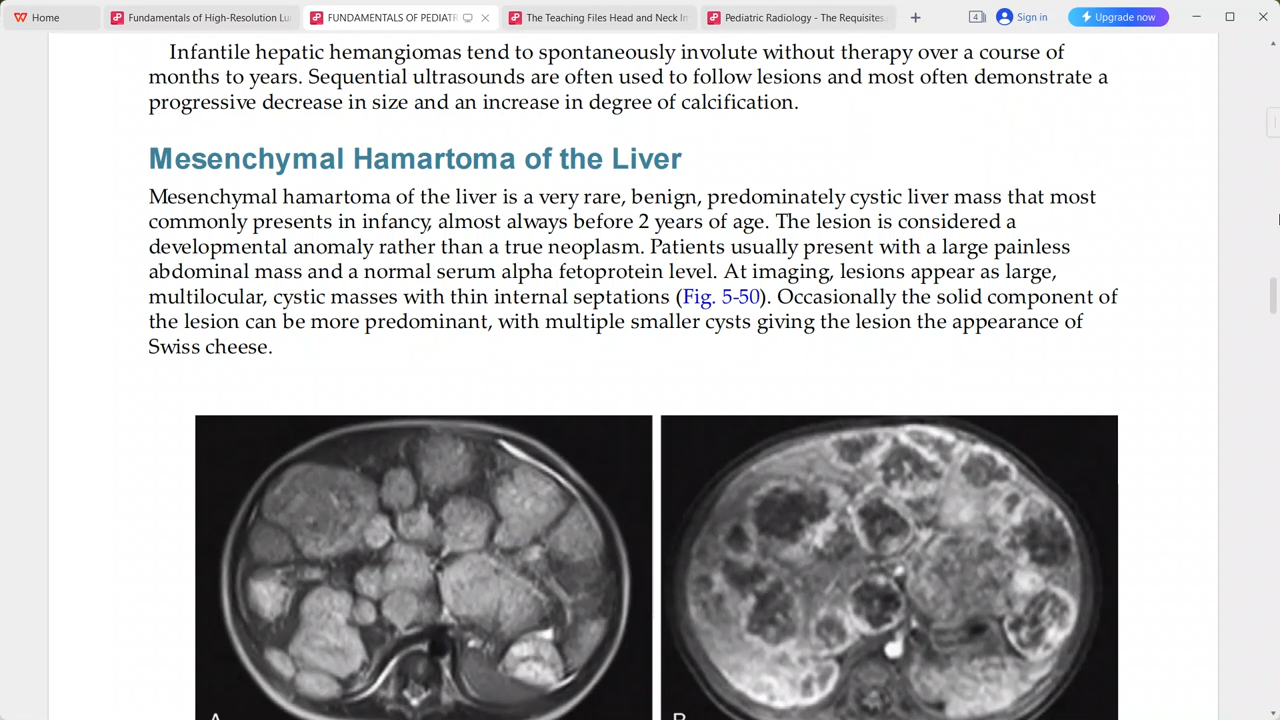 Home
Fundamentals of High-Resolution Lu
FUNDAMENTALS OF PEDIATR
The Teaching Files Head and Neck Im
Pediatric Radiology - The Requisites.
4
Sign in
Upgrade now
Infantile hepatic hemangiomas tend to spontaneously involute without therapy over a course of
months to years. Sequential ultrasounds are often used to follow lesions and most often demonstrate a
progressive decrease in size and an increase in degree of calcification.
Mesenchymal Hamartoma of the Liver
Mesenchymal hamartoma of the liver is a very rare, benign, predominately cystic liver mass that most
commonly presents in infancy, almost always before 2 years of age. The lesion is considered a
developmental anomaly rather than a true neoplasm. Patients usually present with a large painless
abdominal mass and a normal serum alpha fetoprotein level. At imaging, lesions appear as large,
multilocular, cystic masses with thin internal septations (Fig. 5-50). Occasionally the solid component of
the lesion can be more predominant, with multiple smaller cysts giving the lesion the appearance of
Swiss cheese.
A
B